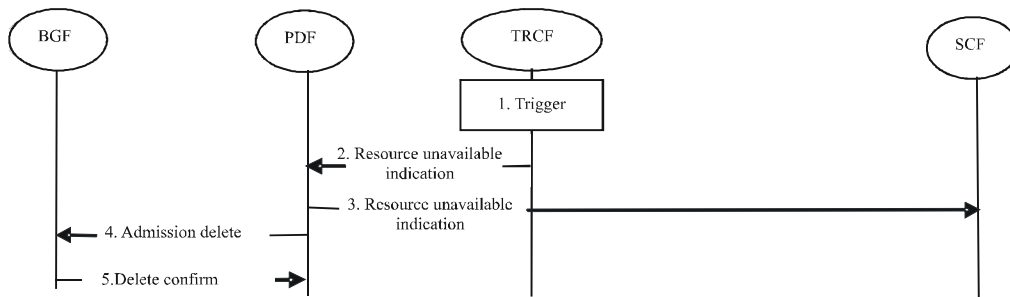 BGF
PDF
TRCF
SCF
1. Trigger
2. Resource unavailable
indication
3. Resource unavailable
indication
4. Admission delete
5.Delete confirm